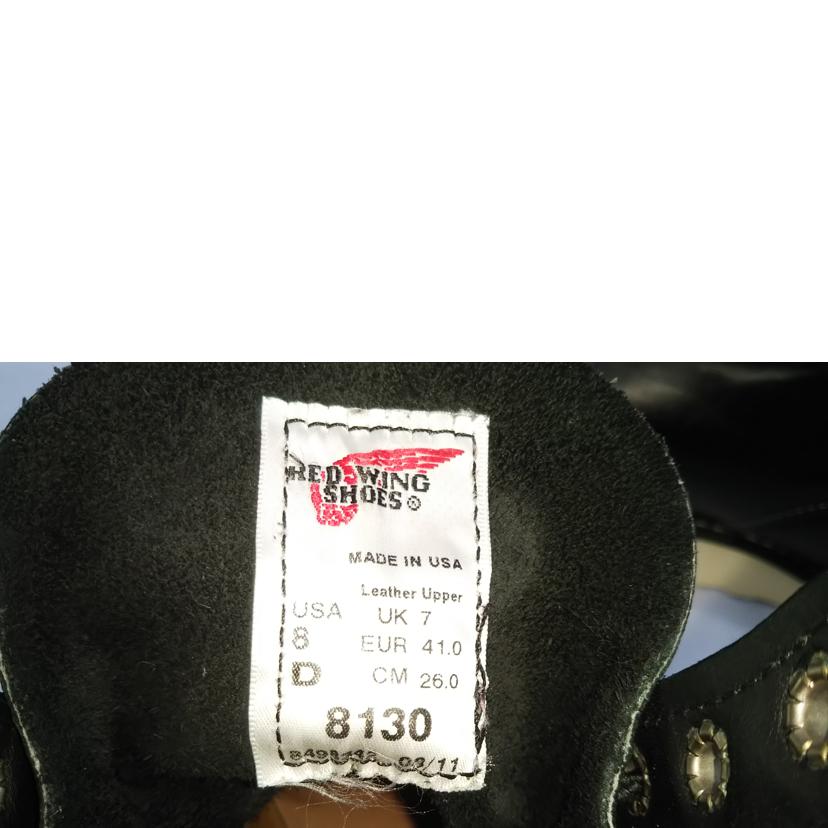 RED WING
SHOES®
MADE IN USA
Leather Upper
USA UK 7
8 EUR 41.0
D CM 26.0
8130